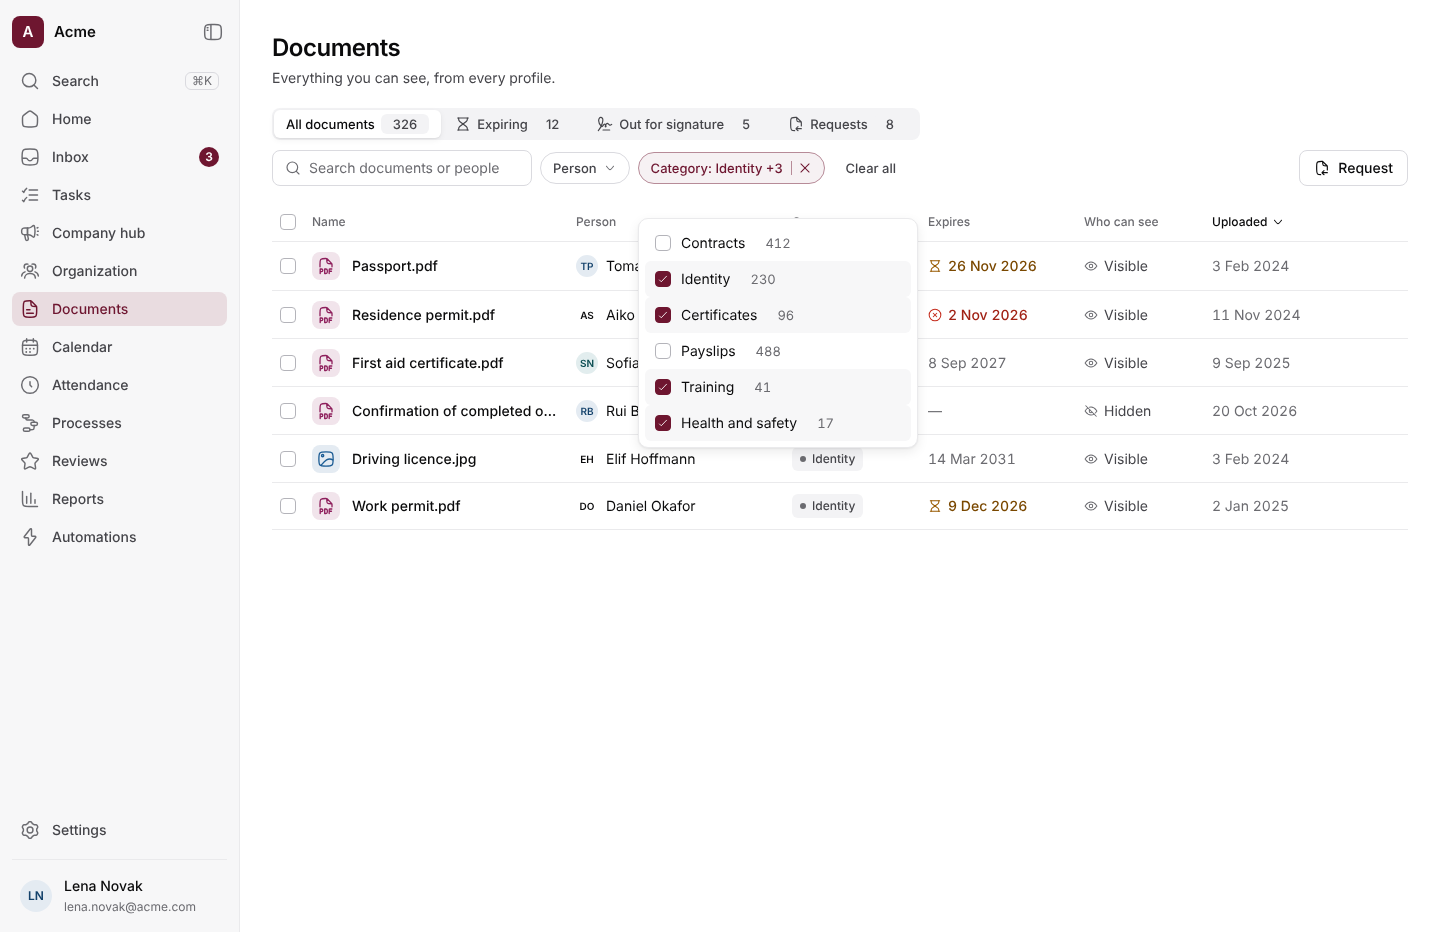 A Acme
Search ⌘K
Home
Inbox 3
Tasks
Company hub
Organization
Documents
Calendar
Attendance
Processes
Reviews
Reports
Automations
Settings
LN Lena Novak
lena.novak@acme.com
Documents
Everything you can see, from every profile.
All documents 326 Expiring 12 Out for signature 5 Requests 8
Search documents or people Person Category: Identity +3 Clear all Request
Name Person Expires Who can see Uploaded
Contracts 412
Identity 230
Certificates 96
Payslips 488
Training 41
Health and safety 17
PDF Passport.pdf TP Toma 26 Nov 2026 Visible 3 Feb 2024
PDF Residence permit.pdf AS Aiko 2 Nov 2026 Visible 11 Nov 2024
PDF First aid certificate.pdf SN Sofia 8 Sep 2027 Visible 9 Sep 2025
PDF Confirmation of completed o... RB Rui B — Hidden 20 Oct 2026
Driving licence.jpg EH Elif Hoffmann Identity 14 Mar 2031 Visible 3 Feb 2024
PDF Work permit.pdf DO Daniel Okafor Identity 9 Dec 2026 Visible 2 Jan 2025